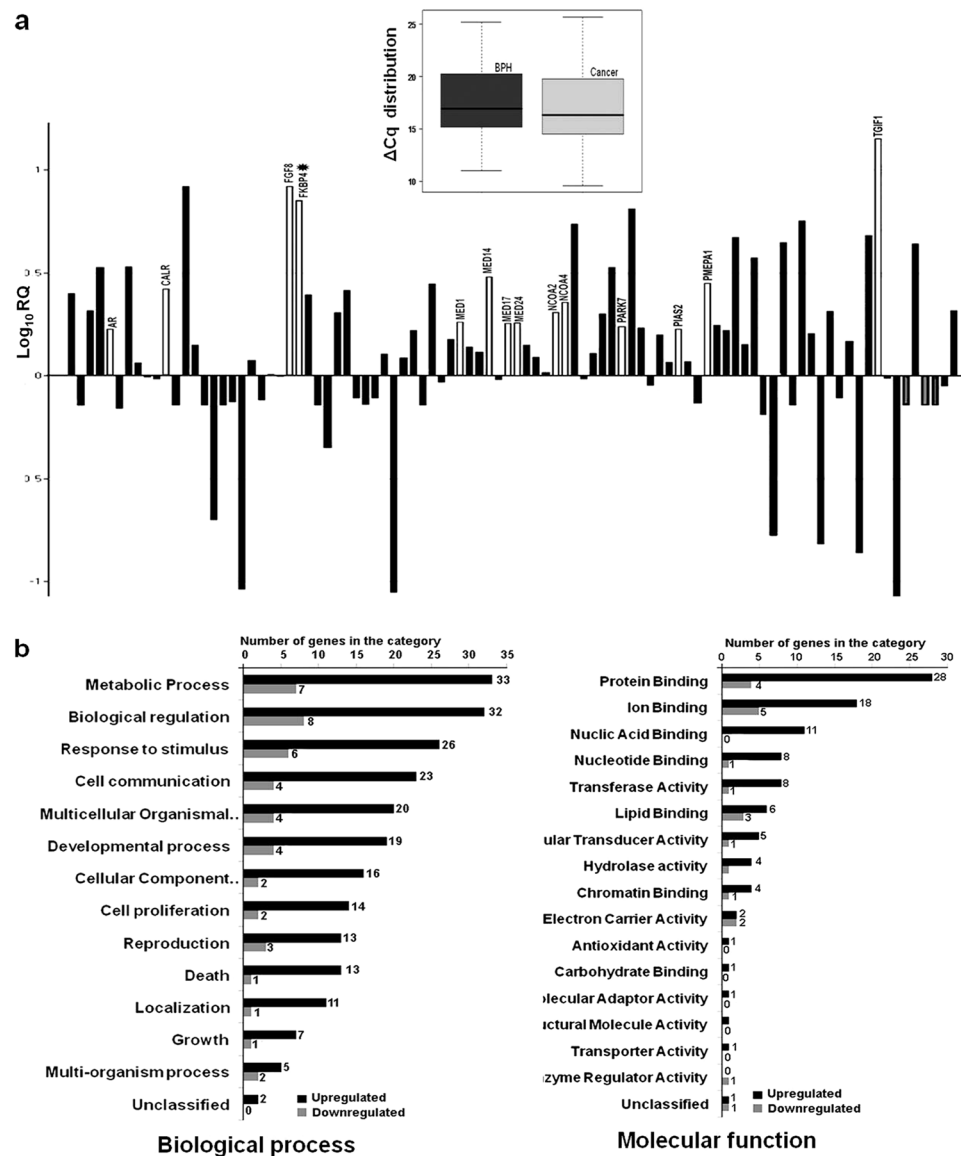 a
ΔCq distribution
25
20
15
10
BPH
Cancer
Log10 RQ
1
0.5
0
0.5
-1
AR
CALR
FGF8
FKBP4✸
MED1
MED14
MED17
MED24
NCOA2
NCOA4
PARK7
PIAS2
PMEPA1
TGIF1
b
Number of genes in the category
0 5 10 15 20 25 30 35
Metabolic Process 33 7
Biological regulation 32 8
Response to stimulus 26 6
Cell communication 23 4
Multicellular Organismal.. 20 4
Developmental process 19 4
Cellular Component.. 16 2
Cell proliferation 14 2
Reproduction 13 3
Death 13 1
Localization 11 1
Growth 7 1
Multi-organism process 5 2
Unclassified 2 0
Upregulated
Downregulated
Biological process
Number of genes in the category
0 5 10 15 20 25 30
Protein Binding 28 4
Ion Binding 18 5
Nuclic Acid Binding 11 0
Nucleotide Binding 8 1
Transferase Activity 8 1
Lipid Binding 6 3
ular Transducer Activity 5 1
Hydrolase activity 4
Chromatin Binding 4 1
Electron Carrier Activity 2 2
Antioxidant Activity 1 0
Carbohydrate Binding 1 0
olecular Adaptor Activity 1 0
uctural Molecule Activity 0
Transporter Activity 1 0
nzyme Regulator Activity 0 1
Unclassified 1 1
Upregulated
Downregulated
Molecular function